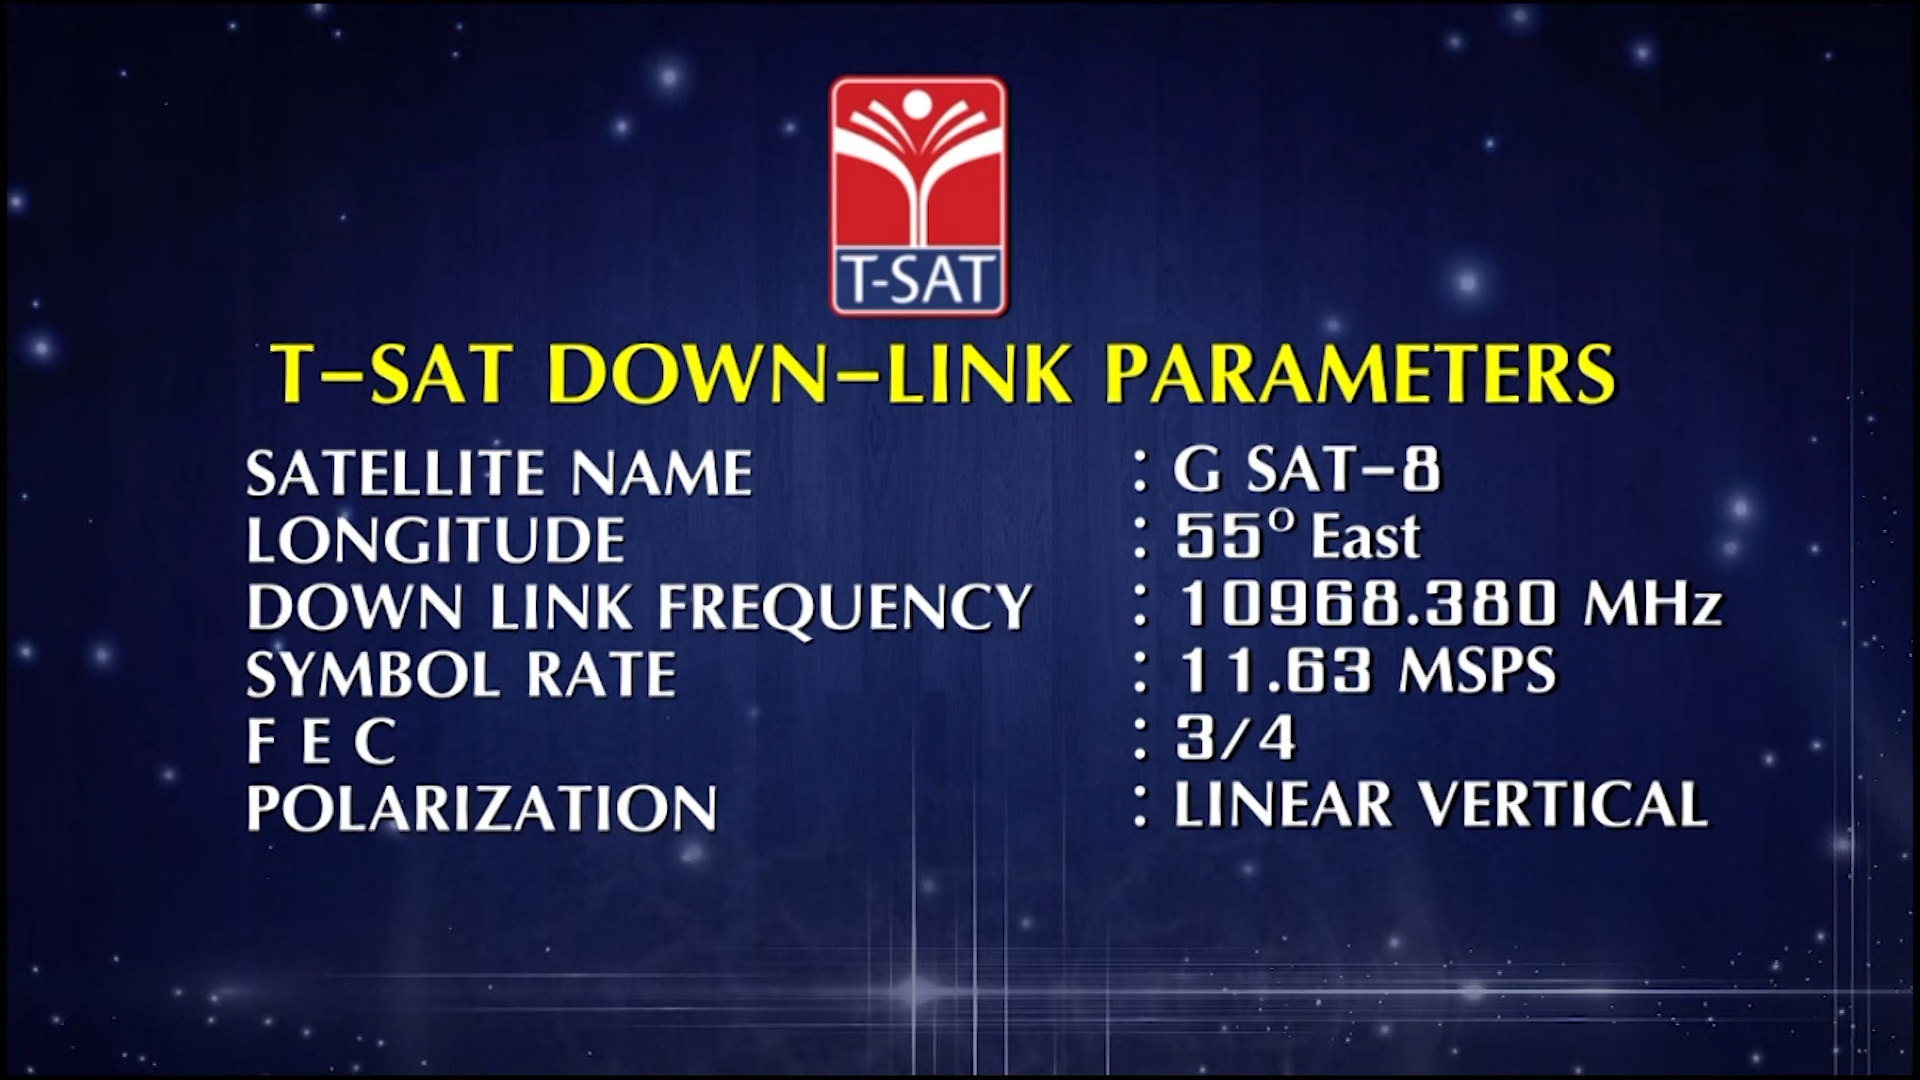 T-SAT
T-SAT DOWN-LINK PARAMETERS
SATELLITE NAME : G SAT-8
LONGITUDE : 55° East
DOWN LINK FREQUENCY : 10968.380 MHz
SYMBOL RATE : 11.63 MSPS
F E C : 3/4
POLARIZATION : LINEAR VERTICAL